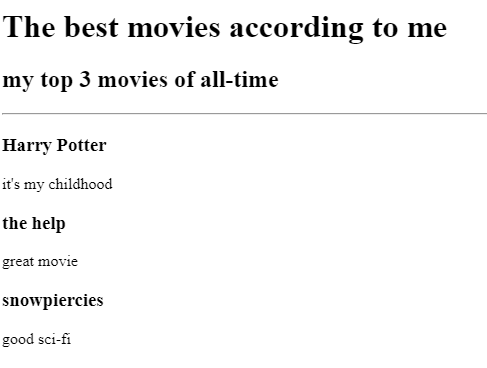 The best movies according to me
my top 3 movies of all-time
Harry Potter
it's my childhood
the help
great movie
snowpiercies
good sci-fi